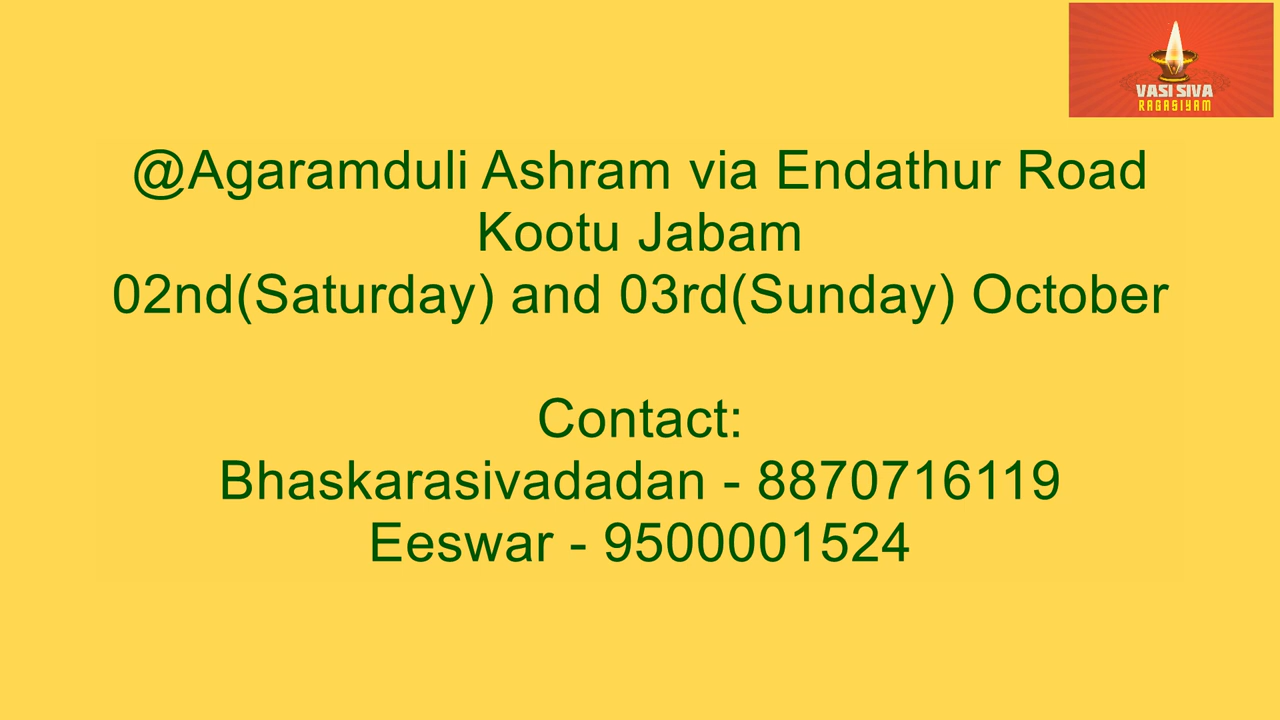 VASI SIVA
RAGASIYAM
@Agaramduli Ashram via Endathur Road
Kootu Jabam
02nd(Saturday) and 03rd(Sunday) October
Contact:
Bhaskarasivadadan - 8870716119
Eeswar - 9500001524